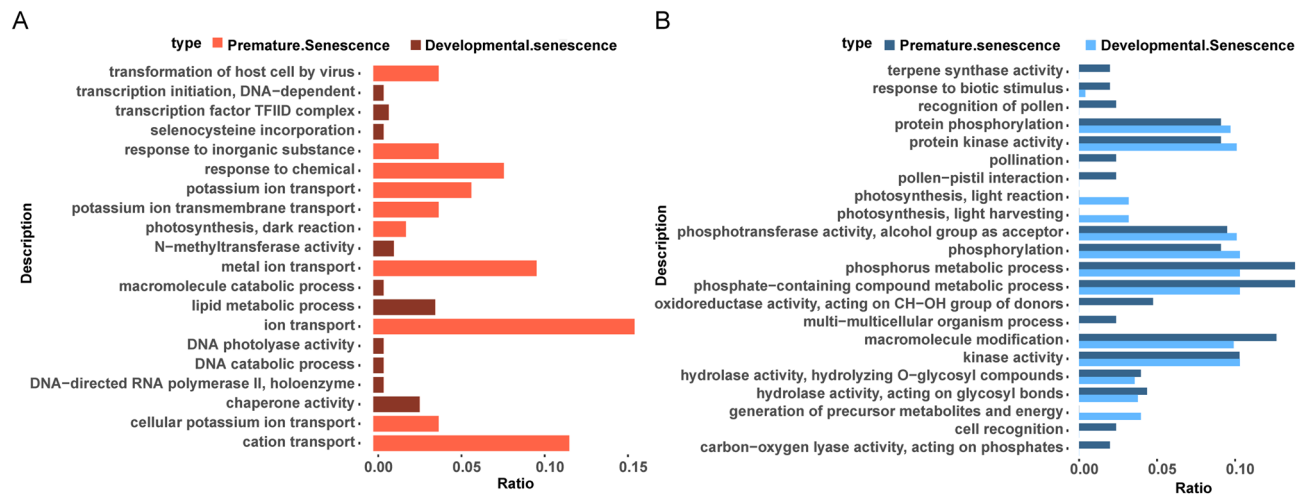 A
type Premature.Senescence Developmental.senescence
Description
transformation of host cell by virus
transcription initiation, DNA−dependent
transcription factor TFIID complex
selenocysteine incorporation
response to inorganic substance
response to chemical
potassium ion transport
potassium ion transmembrane transport
photosynthesis, dark reaction
N−methyltransferase activity
metal ion transport
macromolecule catabolic process
lipid metabolic process
ion transport
DNA photolyase activity
DNA catabolic process
DNA−directed RNA polymerase II, holoenzyme
chaperone activity
cellular potassium ion transport
cation transport
0.00 0.05 0.10 0.15
Ratio
B
type Premature.senescence Developmental.Senescence
Description
terpene synthase activity
response to biotic stimulus
recognition of pollen
protein phosphorylation
protein kinase activity
pollination
pollen−pistil interaction
photosynthesis, light reaction
photosynthesis, light harvesting
phosphotransferase activity, alcohol group as acceptor
phosphorylation
phosphorus metabolic process
phosphate−containing compound metabolic process
oxidoreductase activity, acting on CH−OH group of donors
multi−multicellular organism process
macromolecule modification
kinase activity
hydrolase activity, hydrolyzing O−glycosyl compounds
hydrolase activity, acting on glycosyl bonds
generation of precursor metabolites and energy
cell recognition
carbon−oxygen lyase activity, acting on phosphates
0.00 0.05 0.10
Ratio